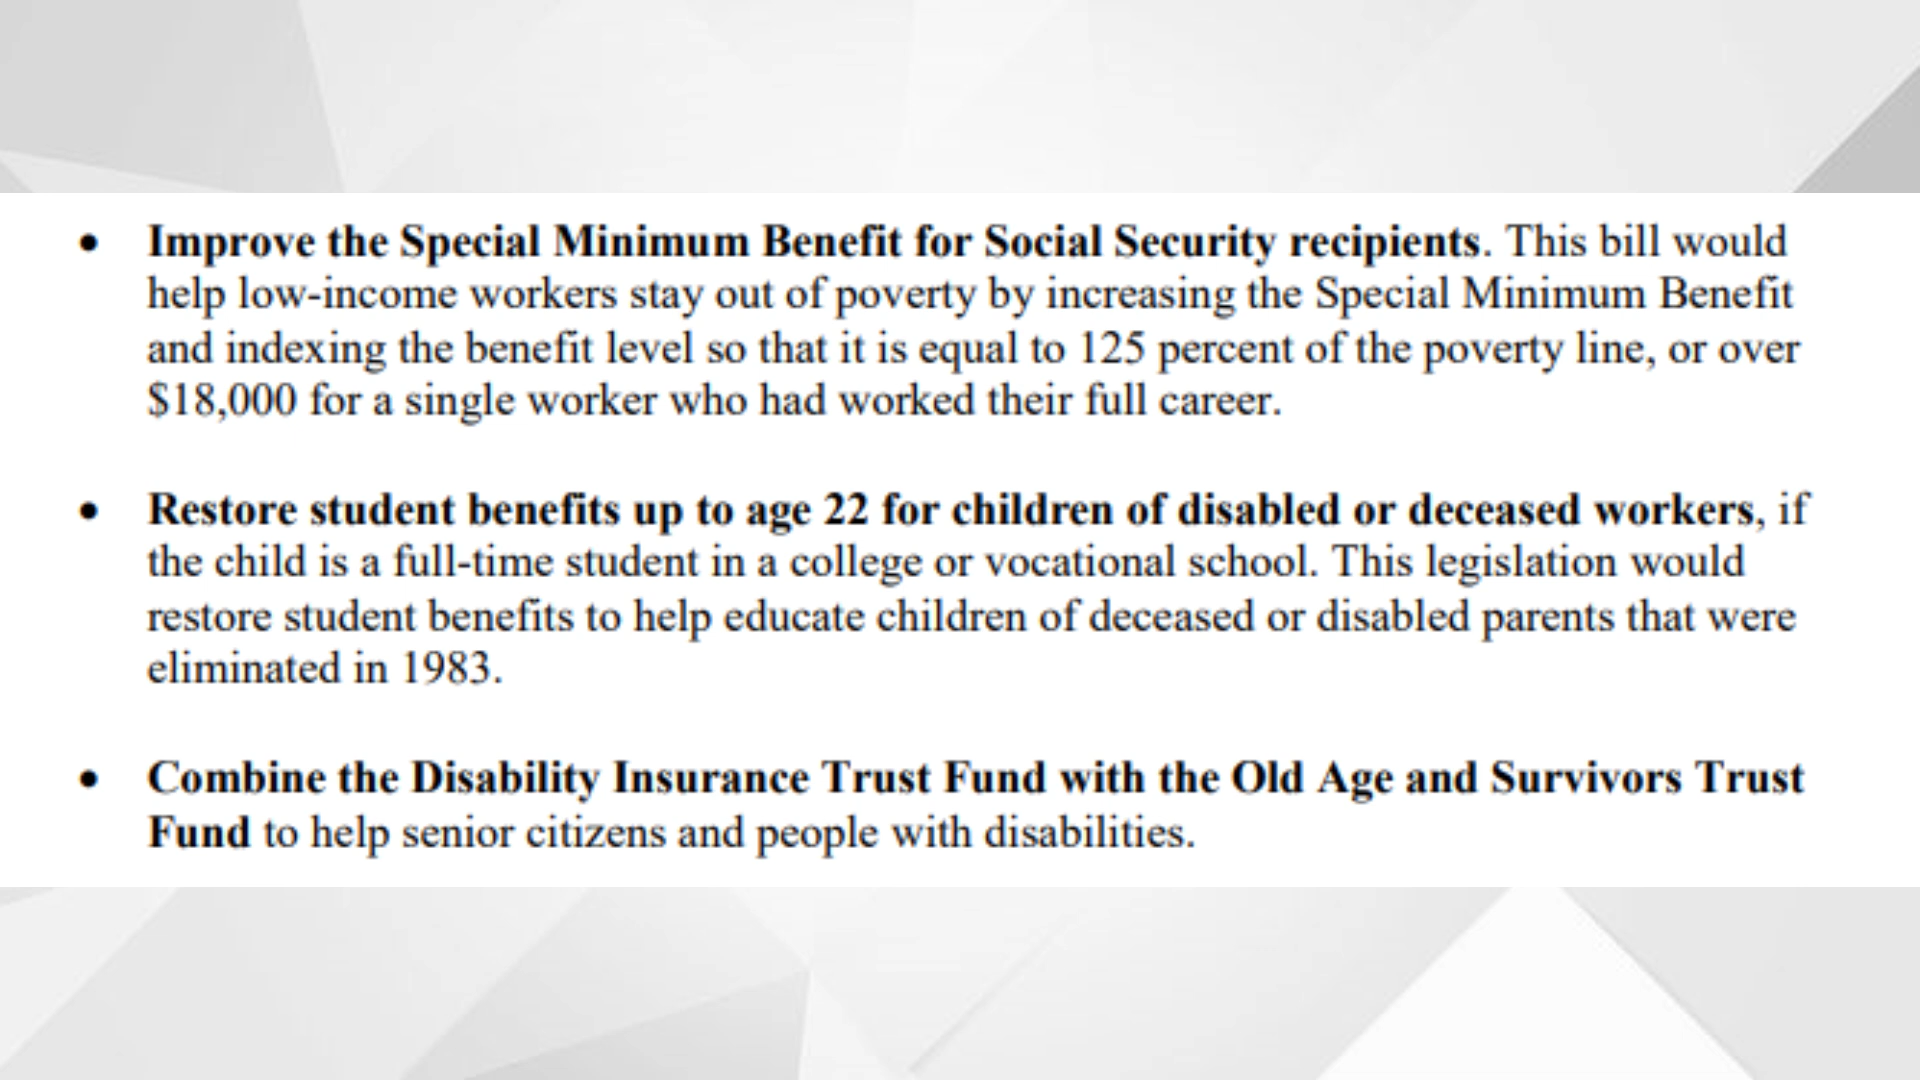 • Improve the Special Minimum Benefit for Social Security recipients. This bill would
help low-income workers stay out of poverty by increasing the Special Minimum Benefit
and indexing the benefit level so that it is equal to 125 percent of the poverty line, or over
$18,000 for a single worker who had worked their full career.
• Restore student benefits up to age 22 for children of disabled or deceased workers, if
the child is a full-time student in a college or vocational school. This legislation would
restore student benefits to help educate children of deceased or disabled parents that were
eliminated in 1983.
• Combine the Disability Insurance Trust Fund with the Old Age and Survivors Trust
Fund to help senior citizens and people with disabilities.